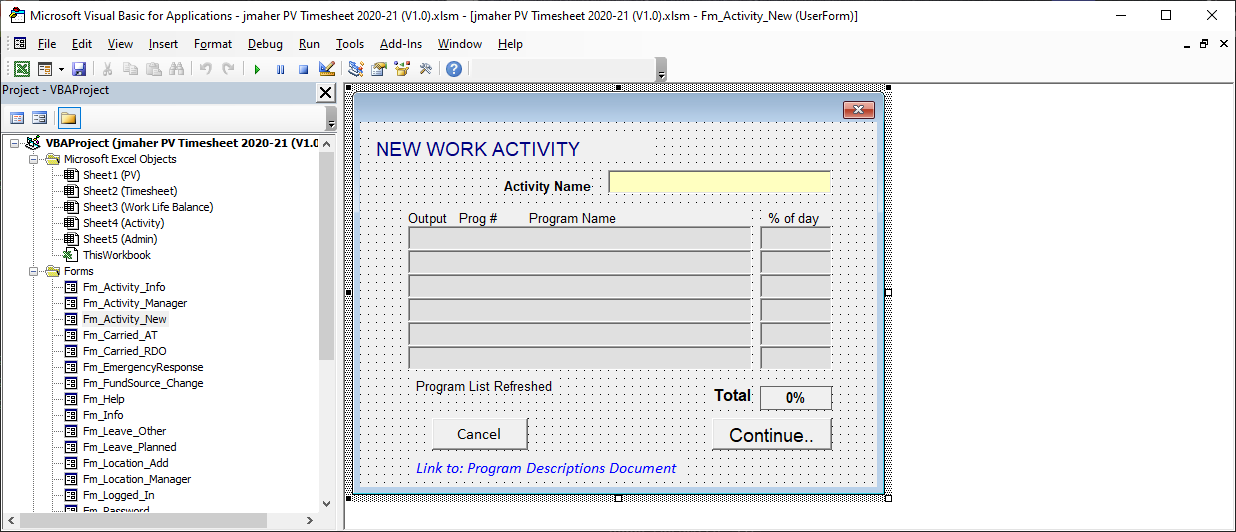 Microsoft Visual Basic for Applications - jmaher PV Timesheet 2020-21 (V1.0).xlsm - [jmaher PV Timesheet 2020-21 (V1.0).xlsm - Fm_Activity_New (UserForm)]
File Edit View Insert Format Debug Run Tools Add-Ins Window Help
Project - VBAProject
VBAProject (jmaher PV Timesheet 2020-21 (V1.0
Microsoft Excel Objects
Sheet1 (PV)
Sheet2 (Timesheet)
Sheet3 (Work Life Balance)
Sheet4 (Activity)
Sheet5 (Admin)
ThisWorkbook
Forms
Fm_Activity_Info
Fm_Activity_Manager
Fm_Activity_New
Fm_Carried_AT
Fm_Carried_RDO
Fm_EmergencyResponse
Fm_FundSource_Change
Fm_Help
Fm_Info
Fm_Leave_Other
Fm_Leave_Planned
Fm_Location_Add
Fm_Location_Manager
Fm_Logged_In
Fm_Password
NEW WORK ACTIVITY
Activity Name
Output Prog # Program Name % of day
Program List Refreshed
Total 0%
Cancel Continue..
Link to: Program Descriptions Document